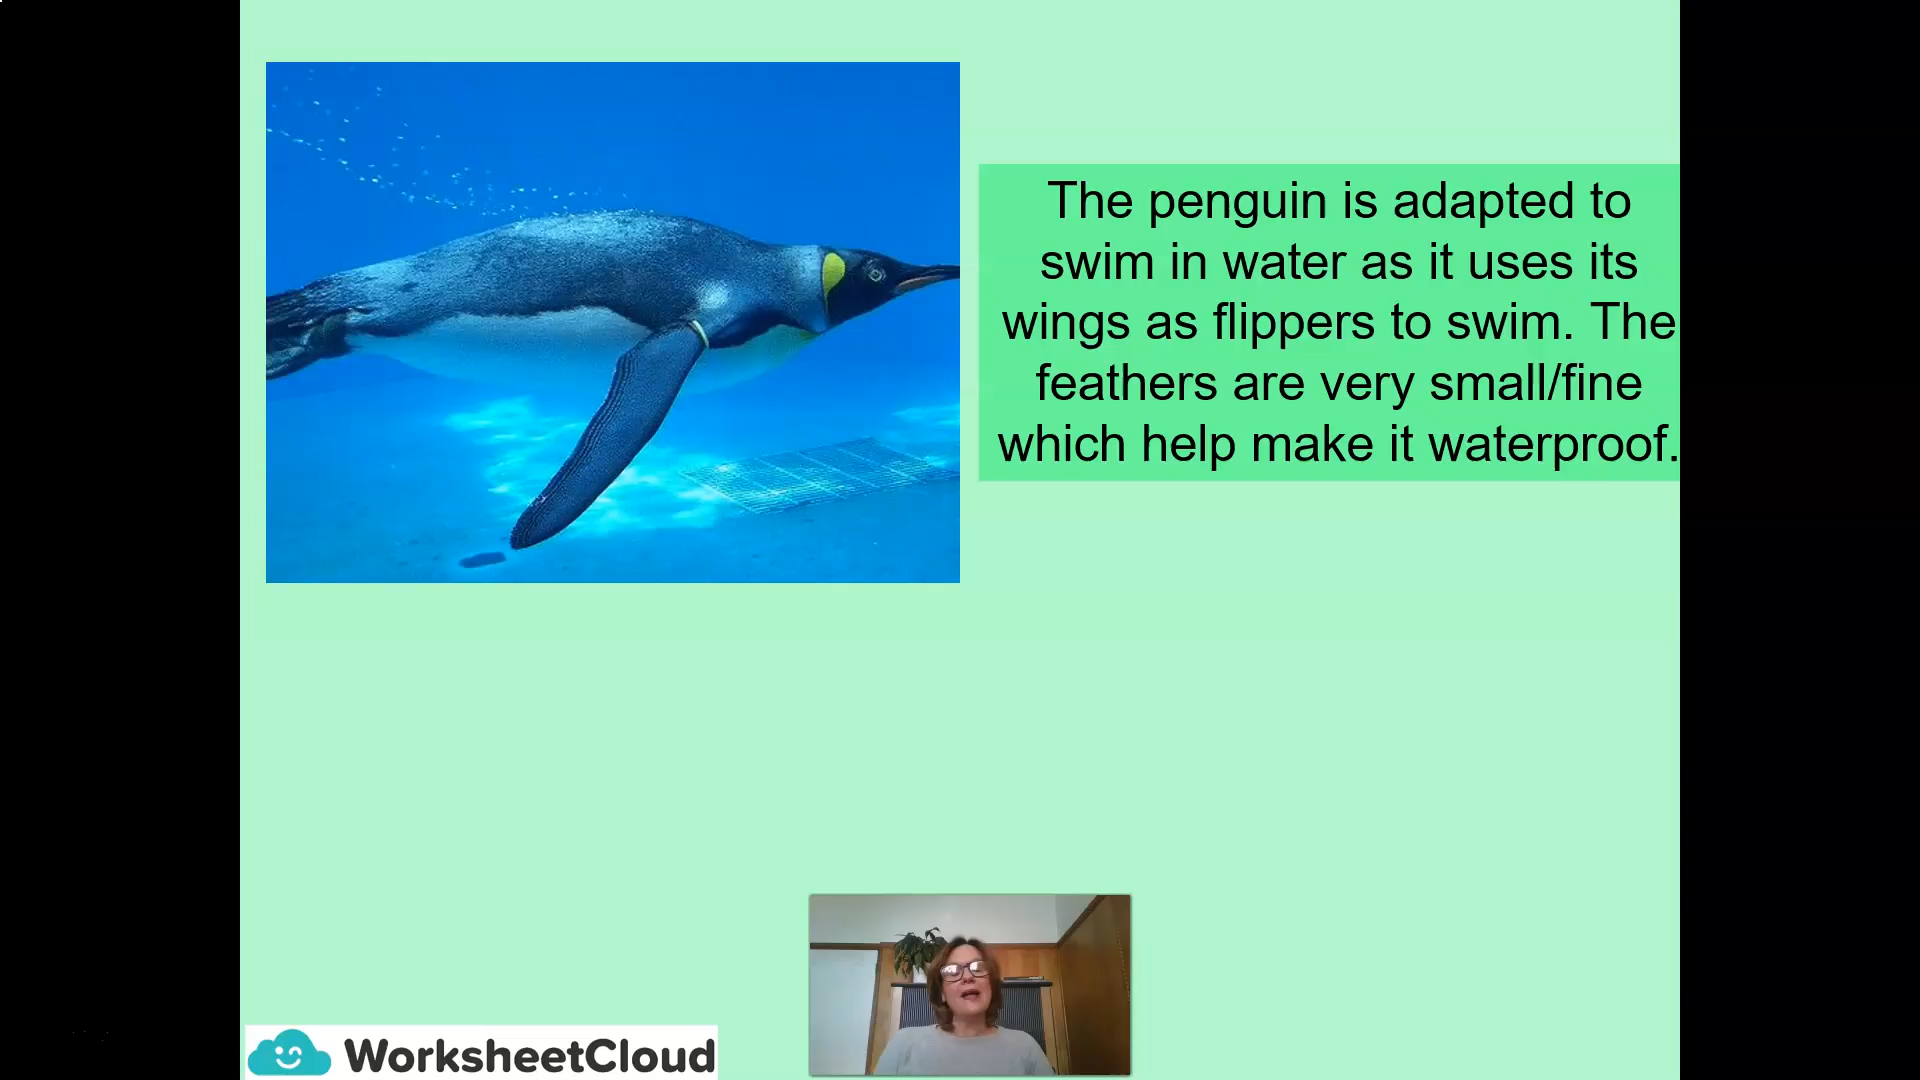 The penguin is adapted to
swim in water as it uses its
wings as flippers to swim. The
feathers are very small/fine
which help make it waterproof.
WorksheetCloud